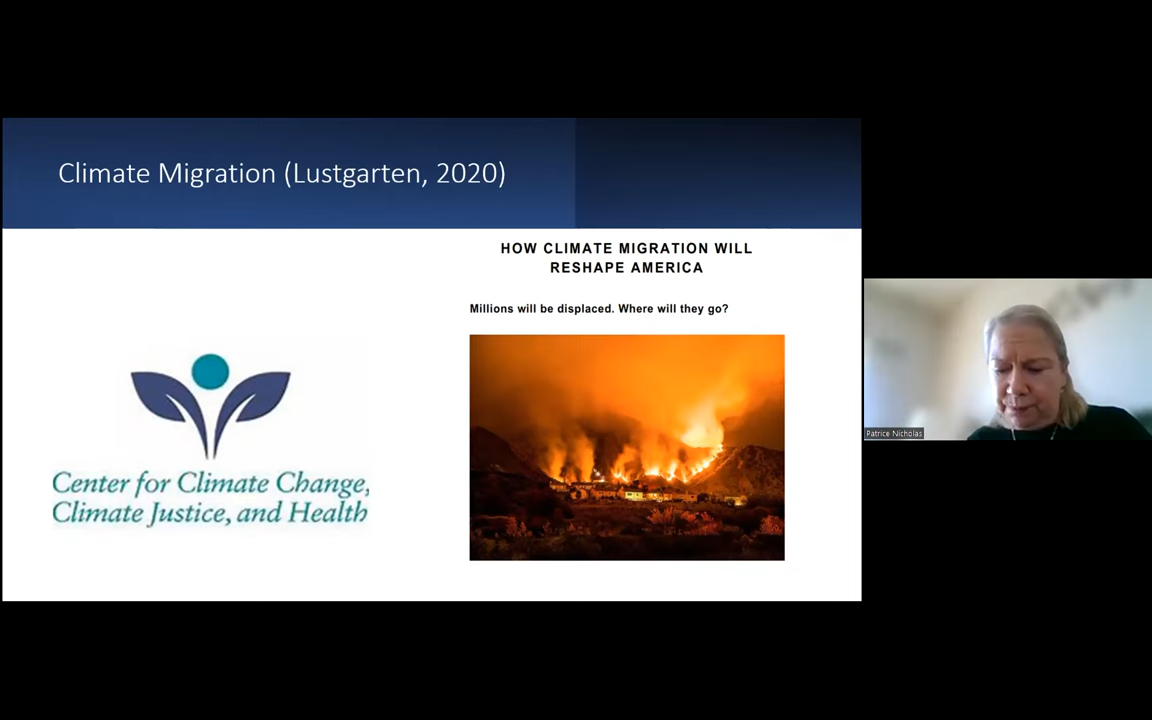 Climate Migration (Lustgarten, 2020)
HOW CLIMATE MIGRATION WILL
RESHAPE AMERICA
Millions will be displaced. Where will they go?
Center for Climate Change,
Climate Justice, and Health
Patrice Nicholas